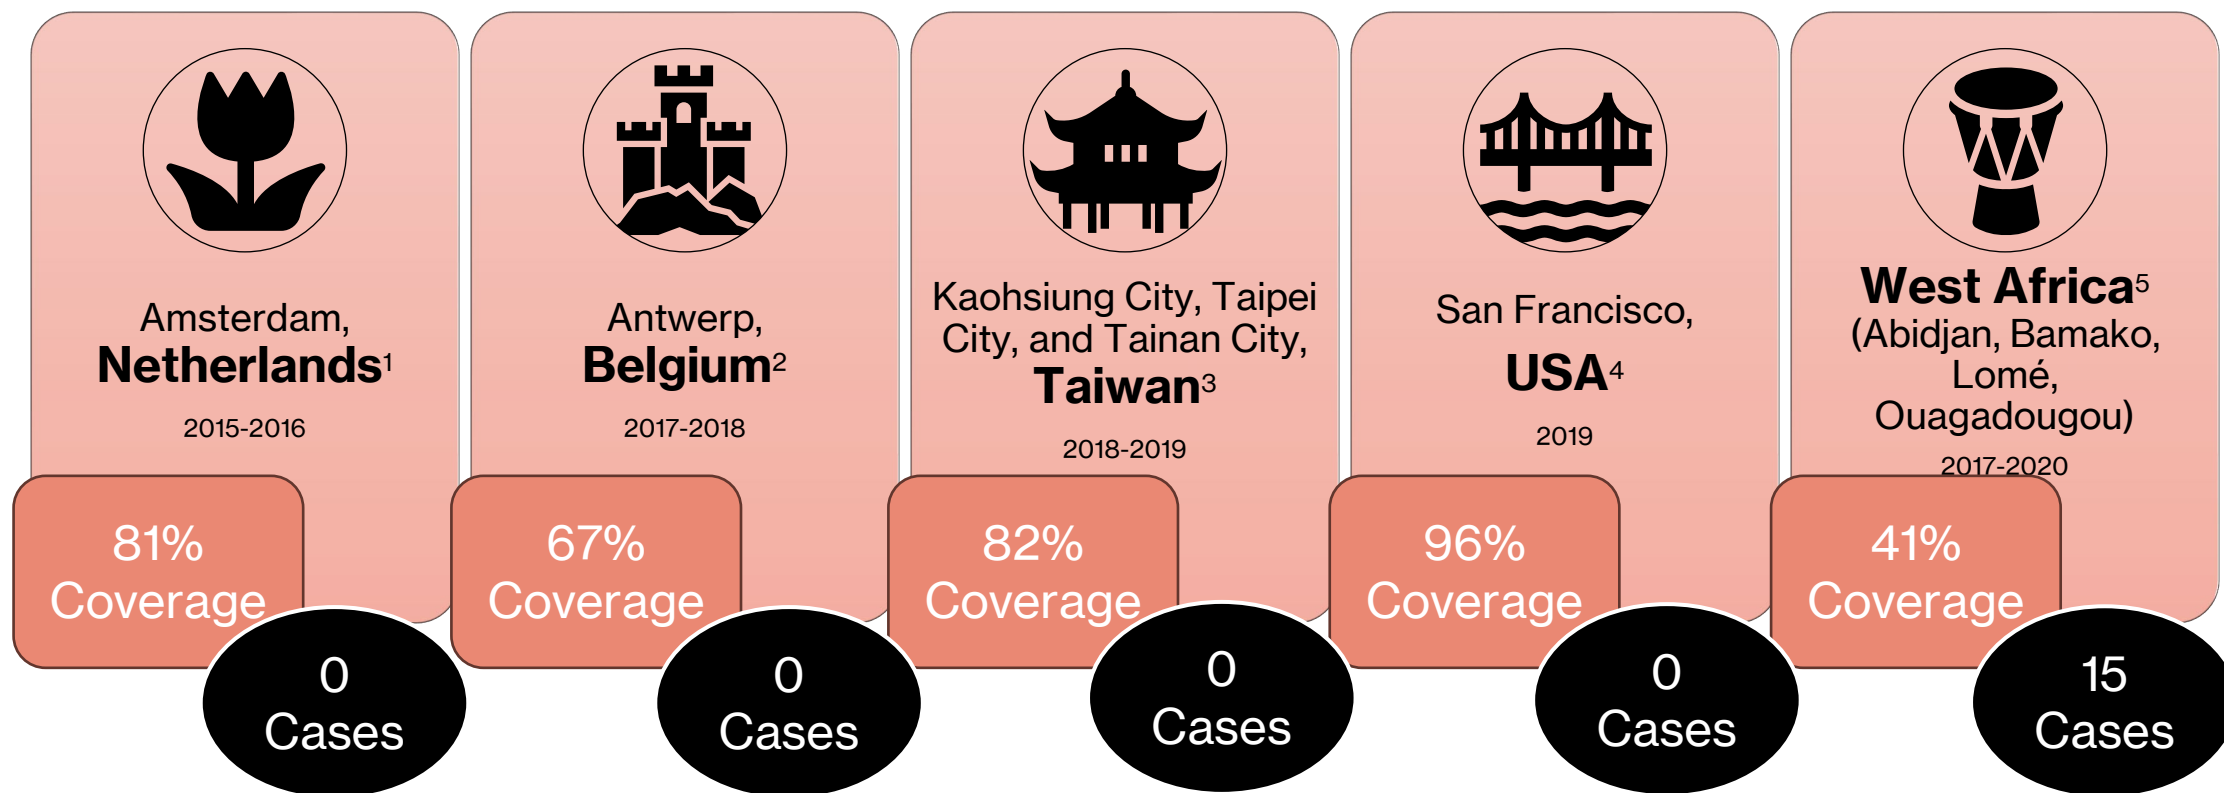 Amsterdam,
Netherlands1
2015-2016
81%
Coverage
0
Cases
Antwerp,
Belgium2
2017-2018
67%
Coverage
0
Cases
Kaohsiung City, Taipei
City, and Tainan City,
Taiwan3
2018-2019
82%
Coverage
0
Cases
San Francisco,
USA4
2019
96%
Coverage
0
Cases
West Africa5
(Abidjan, Bamako,
Lomé,
Ouagadougou)
2017-2020
41%
Coverage
15
Cases